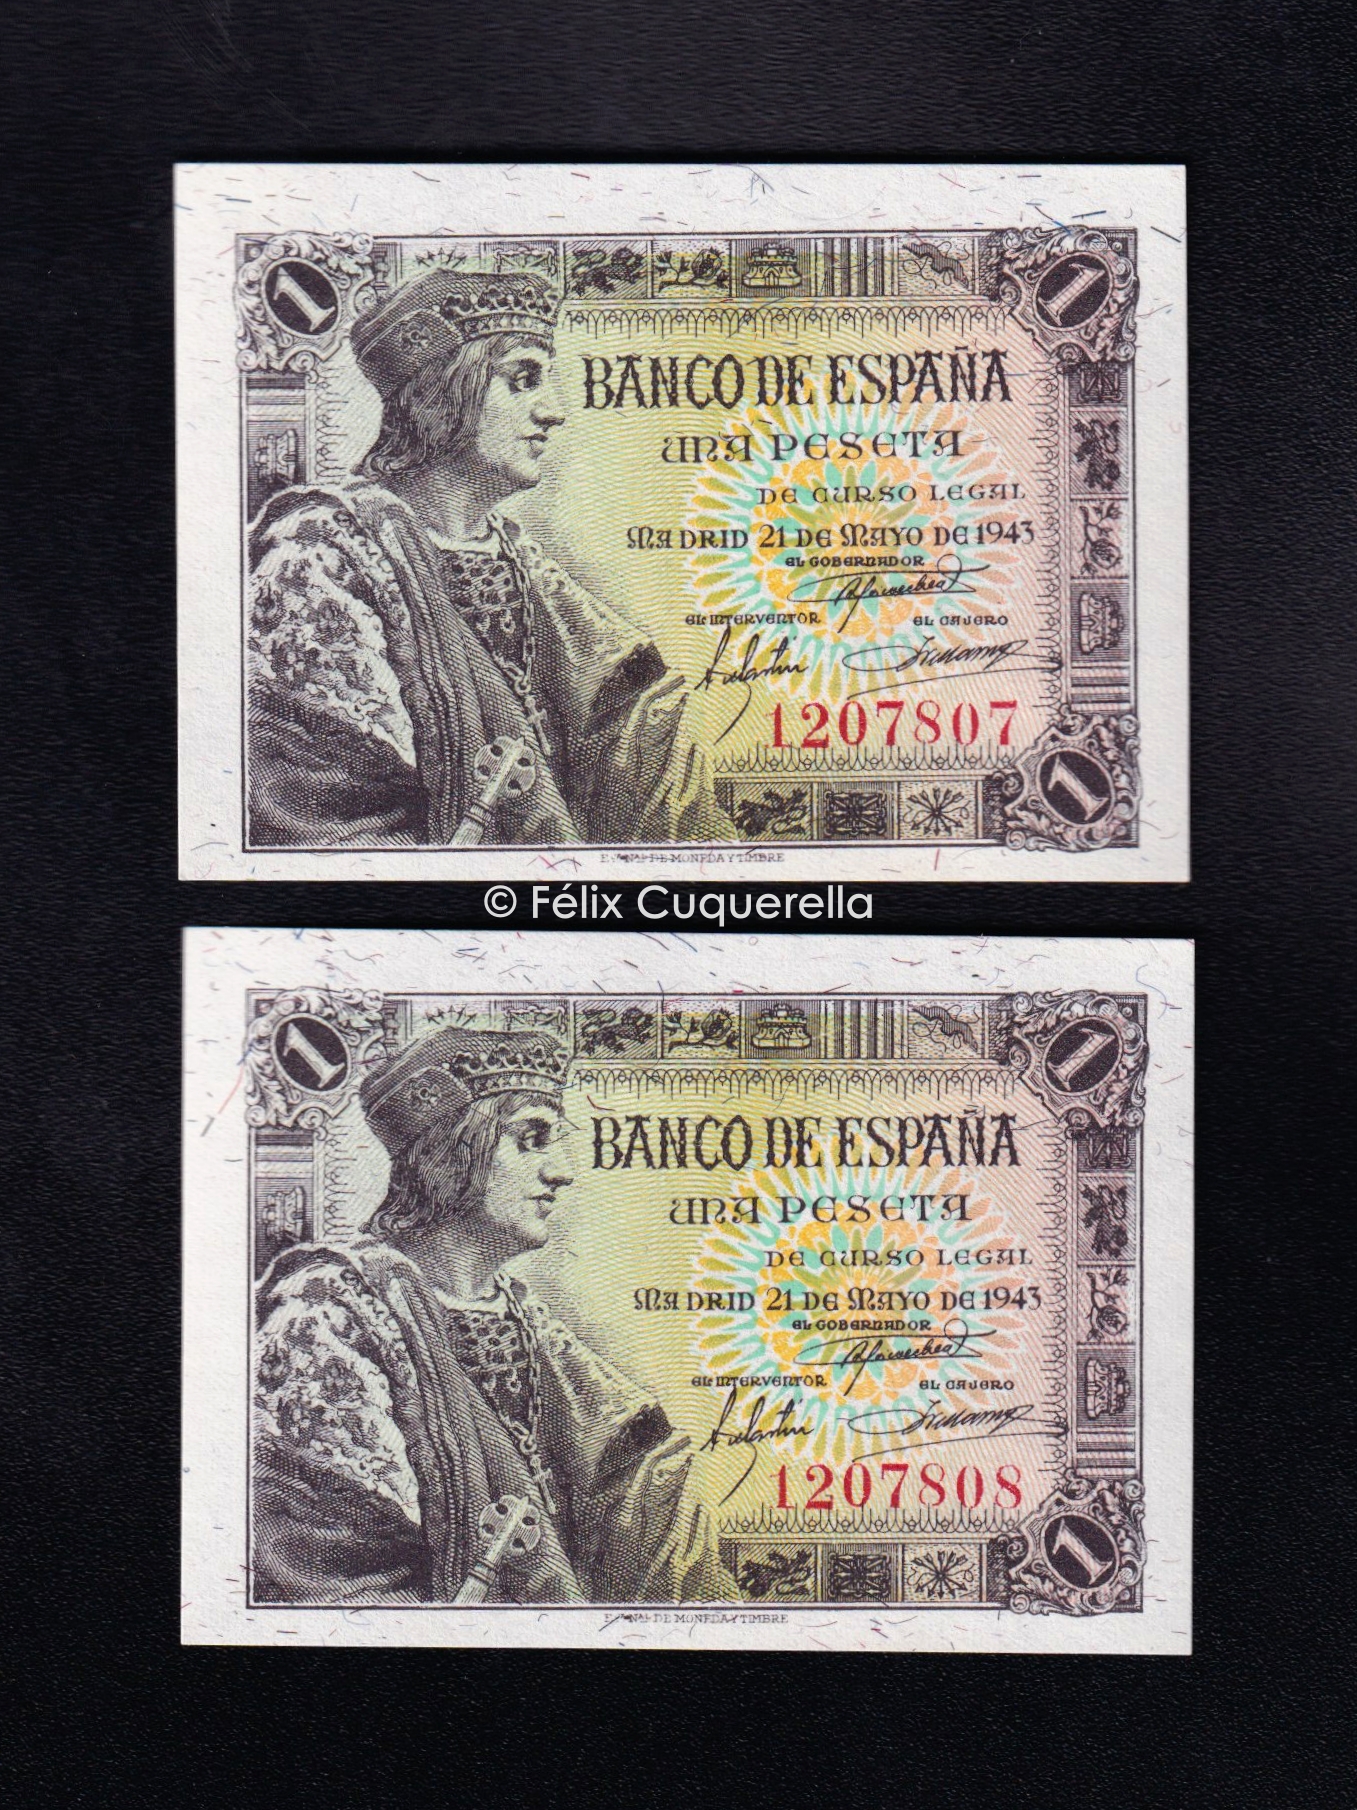 1 1
BANCO DE ESPAÑA
UNA PESETA
DE CURSO LEGAL
MADRID 21 DE MAYO DE 1943
EL GOBERNADOR
EL INTERVENTOR EL CAJERO
1207807
1
DE MONEDA Y TIMBRE
© Félix Cuquerella
1 1
BANCO DE ESPAÑA
UNA PESETA
DE CURSO LEGAL
MADRID 21 DE MAYO DE 1943
EL GOBERNADOR
EL INTERVENTOR EL CAJERO
1207808
1
DE MONEDA Y TIMBRE